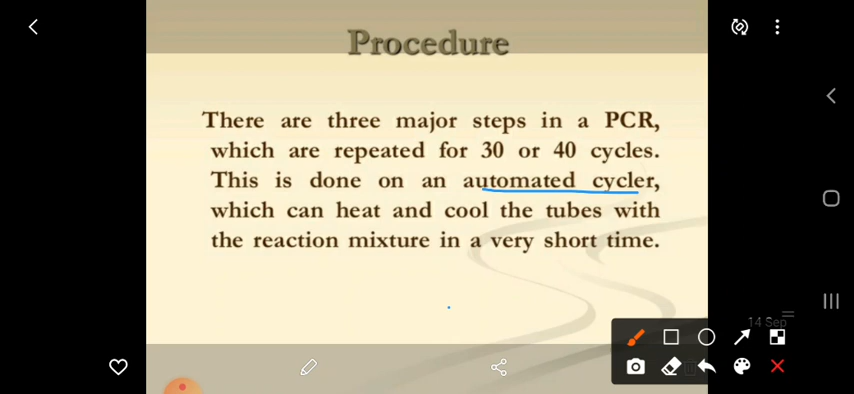 Procedure
There are three major steps in a PCR,
which are repeated for 30 or 40 cycles.
This is done on an automated cycler,
which can heat and cool the tubes with
the reaction mixture in a very short time.
14 Sep